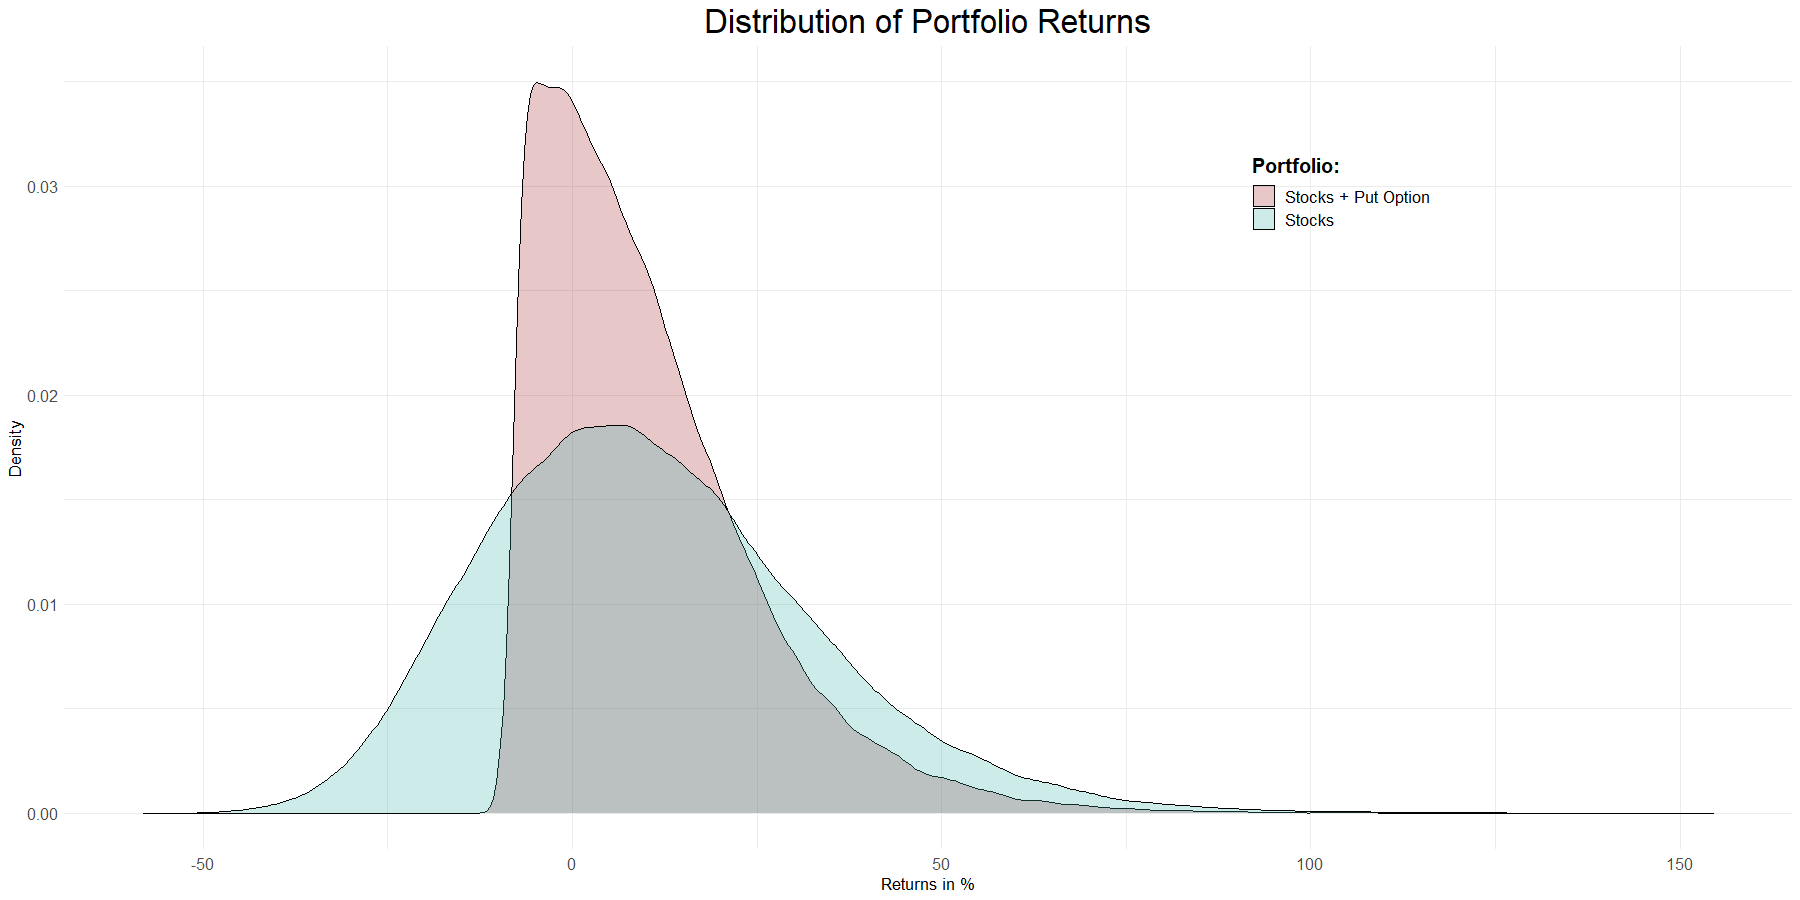 Distribution of Portfolio Returns
Portfolio:
Stocks + Put Option
Stocks
Density
0.03
0.02
0.01
0.00
-50
0
50
100
150
Returns in %